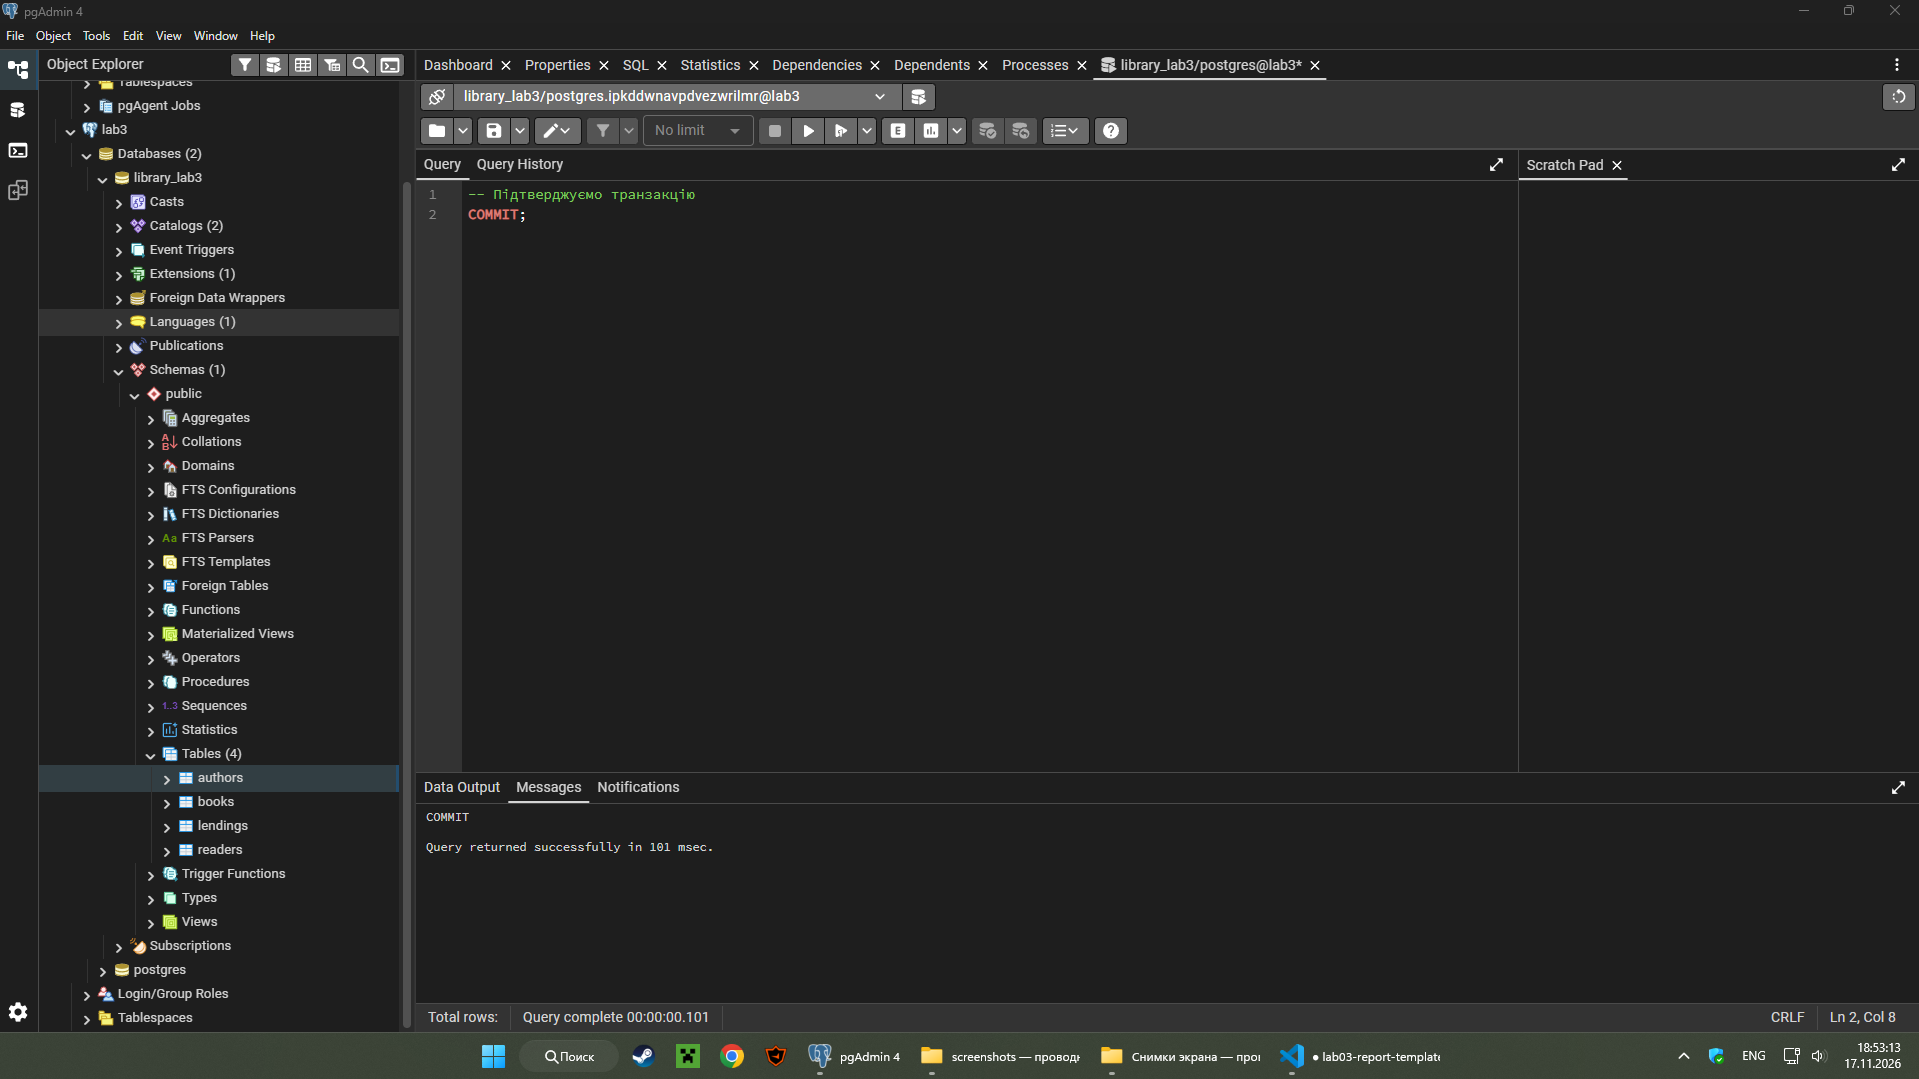 pgAdmin 4
File Object Tools Edit View Window Help
Object Explorer
Dashboard Properties SQL Statistics Dependencies Dependents Processes library_lab3/postgres@lab3*
Tablespaces
pgAgent Jobs
lab3
Databases (2)
library_lab3
Casts
Catalogs (2)
Event Triggers
Extensions (1)
Foreign Data Wrappers
Languages (1)
Publications
Schemas (1)
public
Aggregates
Collations
Domains
FTS Configurations
FTS Dictionaries
Aa FTS Parsers
FTS Templates
Foreign Tables
Functions
Materialized Views
Operators
Procedures
1..3 Sequences
Statistics
Tables (4)
authors
books
lendings
readers
Trigger Functions
Types
Views
Subscriptions
postgres
Login/Group Roles
Tablespaces
library_lab3/postgres.ipkddwnavpdvezwrilmr@lab3
No limit
E
Query Query History
Scratch Pad
1 -- Підтверджуємо транзакцію
2 COMMIT;
Data Output Messages Notifications
COMMIT
Query returned successfully in 101 msec.
Total rows: Query complete 00:00:00.101
CRLF Ln 2, Col 8
Поиск
pgAdmin 4
screenshots — проводн
Снимки экрана — про
● lab03-report-template
ENG
18:53:13
17.11.2026